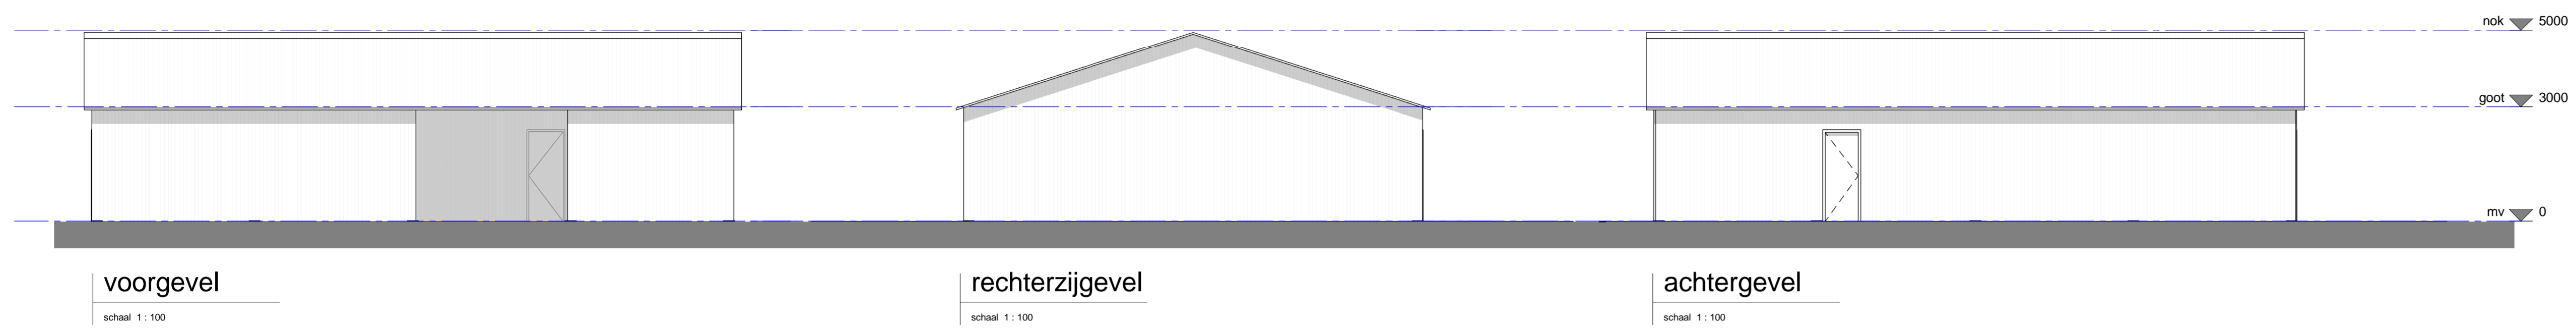 nok 5000
goot 3000
mv 0
voorgevel
schaal 1 : 100
rechterzijgevel
schaal 1 : 100
achtergevel
schaal 1 : 100